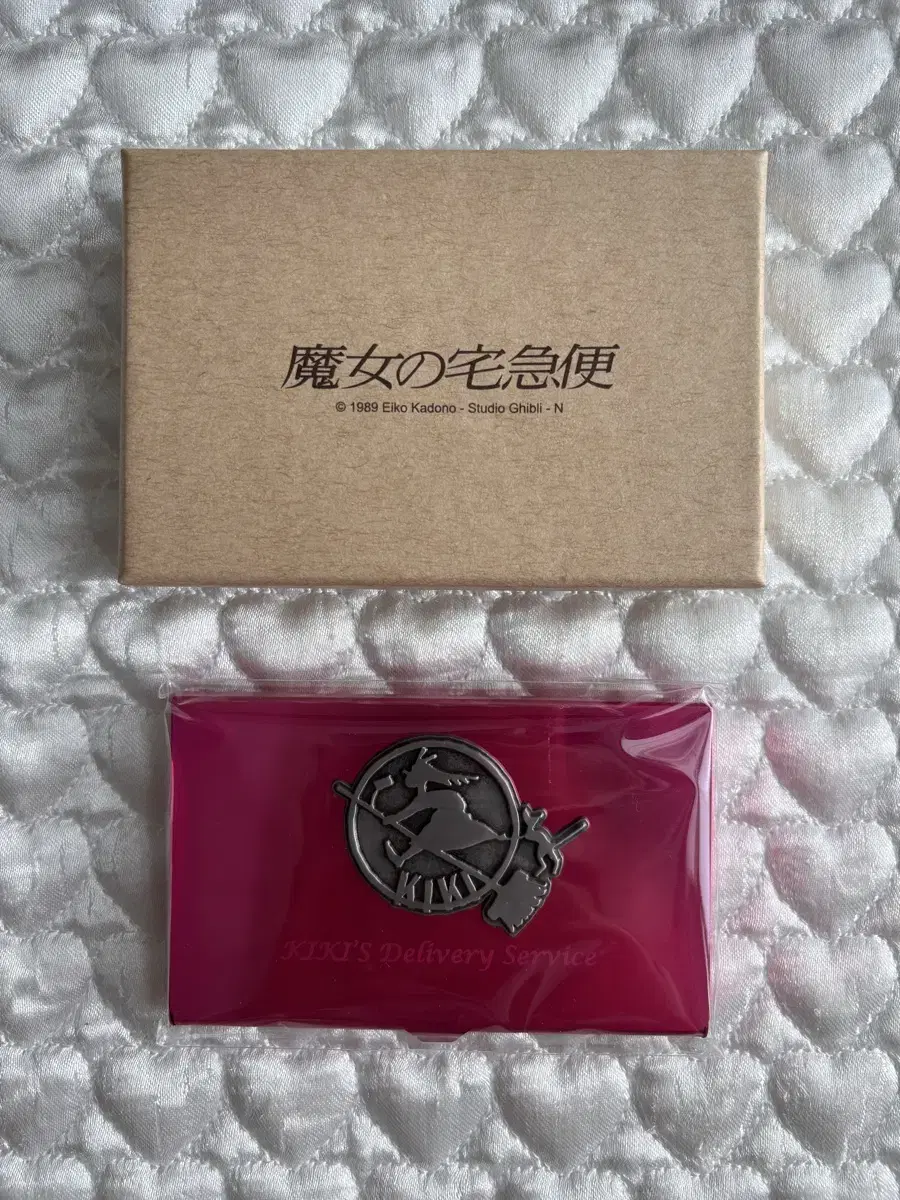 魔女の宅急便
© 1989 Eiko Kadono - Studio Ghibli - N
KIKI
KIKI'S Delivery Service